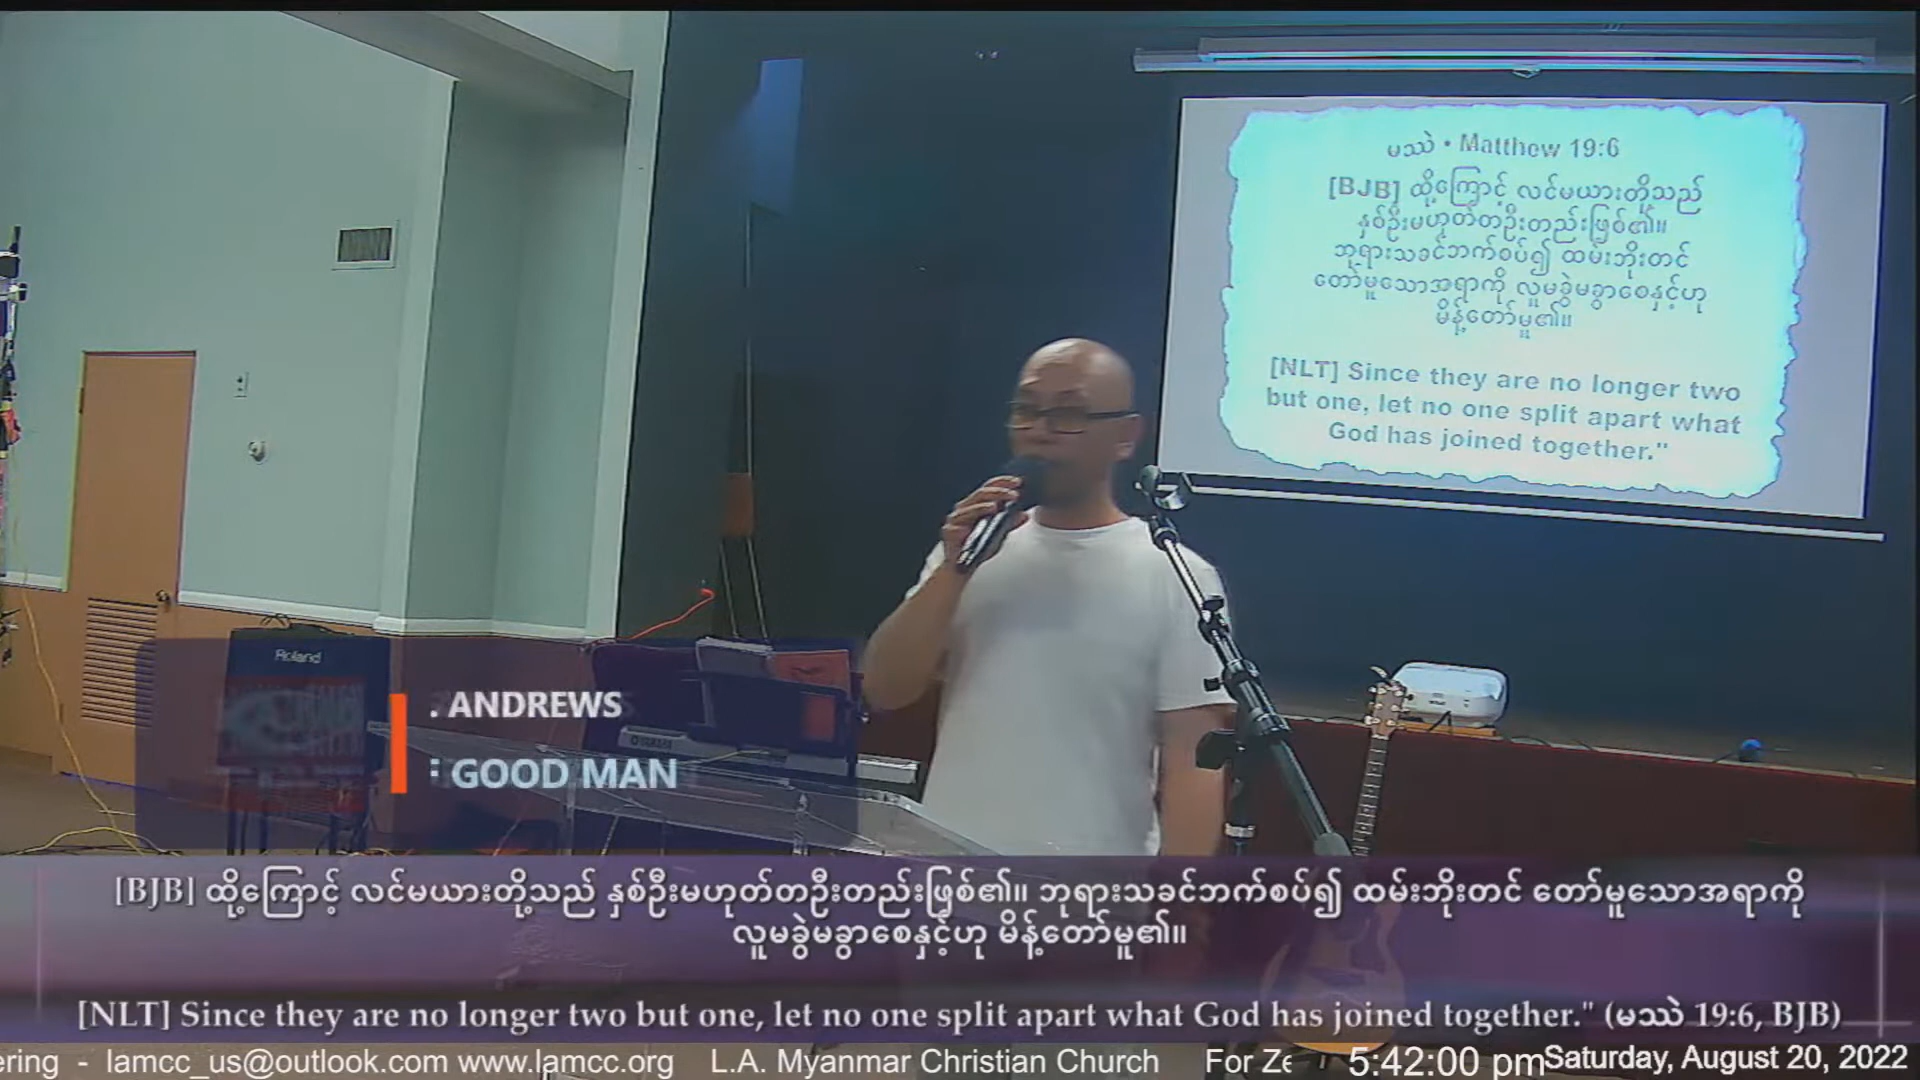 မဿဲ • Matthew 19:6
[BJB] ထို့ကြောင့် လင်မယားတို့သည်
နှစ်ဦးမဟုတ်တဦးတည်းဖြစ်၏။
ဘုရားသခင်ဘက်စပ်၍ ထမ်းဘိုးတင်
တော်မူသောအရာကို လူမခွဲမခွာစေနှင့်ဟု
မိန့်တော်မူ၏။
[NLT] Since they are no longer two
but one, let no one split apart what
God has joined together."
Roland
. ANDREWS
GOOD MAN
[BJB] ထို့ကြောင့် လင်မယားတို့သည် နှစ်ဦးမဟုတ်တဦးတည်းဖြစ်၏။ ဘုရားသခင်ဘက်စပ်၍ ထမ်းဘိုးတင် တော်မူသောအရာကို
လူမခွဲမခွာစေနှင့်ဟု မိန့်တော်မူ၏။
[NLT] Since they are no longer two but one, let no one split apart what God has joined together." (မဿဲ 19:6, BJB)
ering - lamcc_us@outlook.com www.lamcc.org L.A. Myanmar Christian Church For Ze 5:42:00 pm Saturday, August 20, 2022